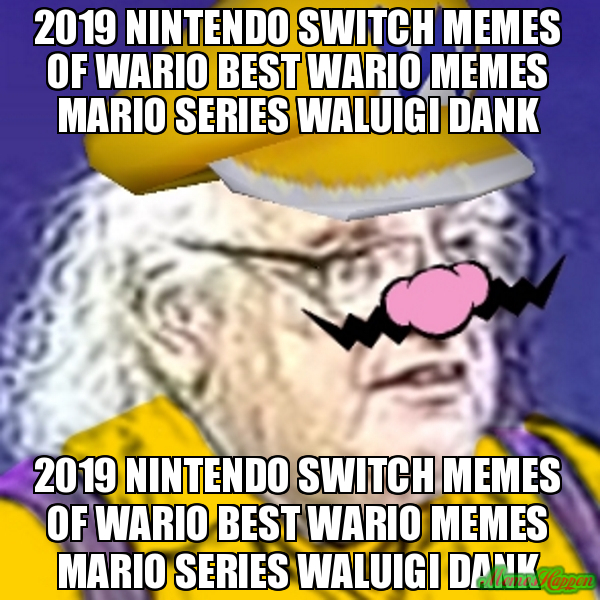 2019 NINTENDO SWITCH MEMES
OF WARIO BEST WARIO MEMES
MARIO SERIES WALUIGI DANK
2019 NINTENDO SWITCH MEMES
OF WARIO BEST WARIO MEMES
MARIO SERIES WALUIGI DANK
MemesHappen